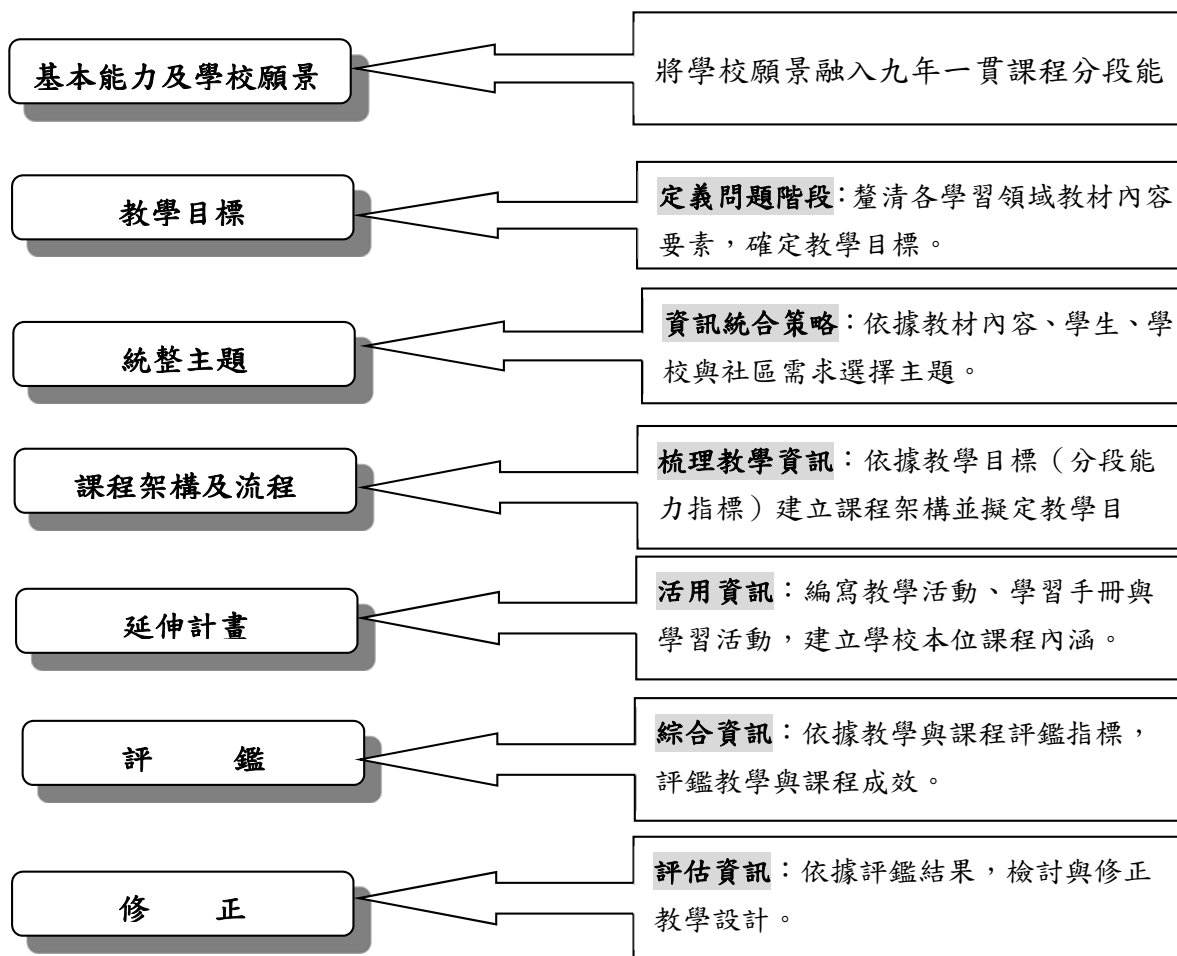 基本能力及學校願景
將學校願景融入九年一貫課程分段能
教學目標
定義問題階段：釐清各學習領域教材內容
要素，確定教學目標。
統整主題
資訊統合策略：依據教材內容、學生、學
校與社區需求選擇主題。
課程架構及流程
梳理教學資訊：依據教學目標（分段能
力指標）建立課程架構並擬定教學目
延伸計畫
活用資訊：編寫教學活動、學習手冊與
學習活動，建立學校本位課程內涵。
評　　鑑
綜合資訊：依據教學與課程評鑑指標，
評鑑教學與課程成效。
修　　正
評估資訊：依據評鑑結果，檢討與修正
教學設計。